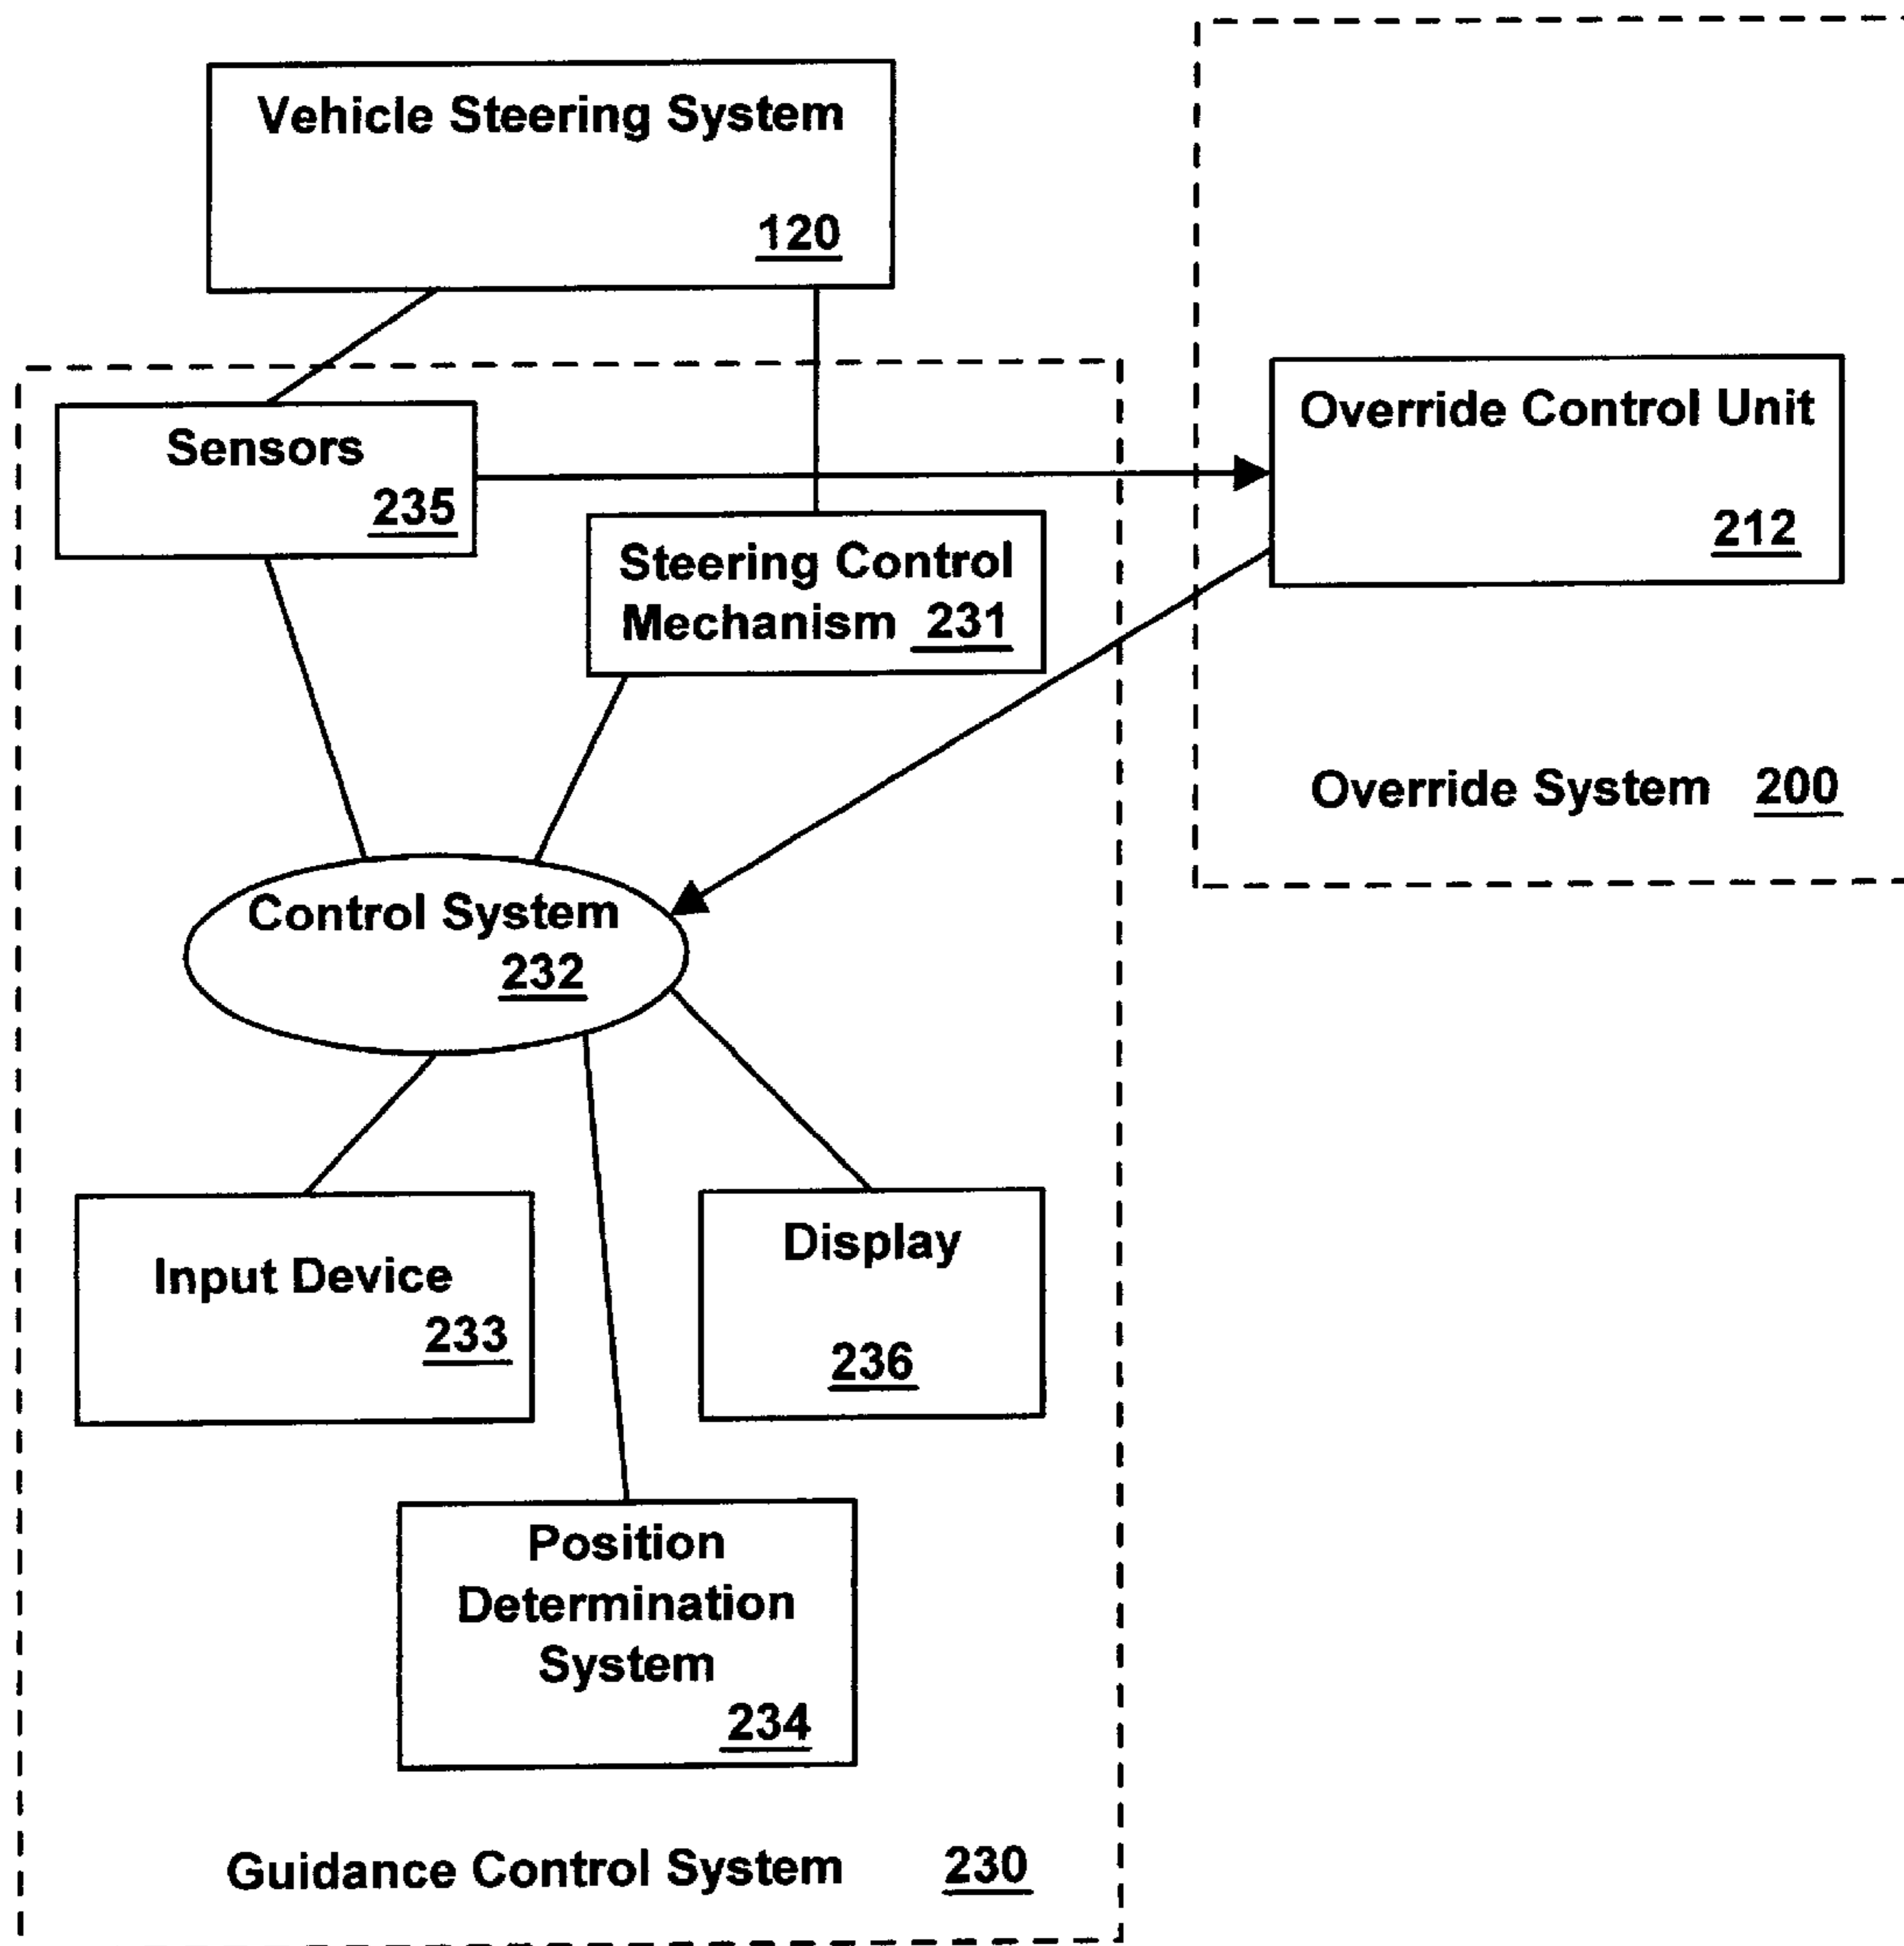 Vehicle Steering System
120
Sensors
235
Override Control Unit
212
Steering Control
Mechanism 231
Override System 200
Control System
232
Input Device
233
Display
236
Position
Determination
System
234
Guidance Control System 230